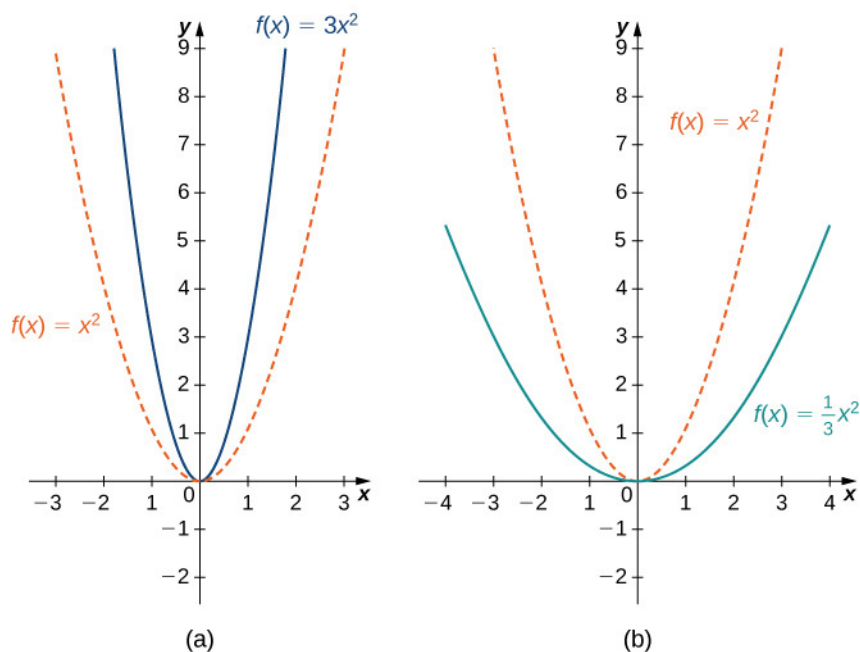 y
f(x) = 3x²
9
8
7
6
5
4
f(x) = x²
3
2
1
−3 −2 1 0 1 2 3 x
−1
−2
(a)
y
9
8
f(x) = x²
7
6
5
4
3
2
f(x) = 1/3x²
1
−4 −3 −2 1 0 1 2 3 4 x
−1
−2
(b)